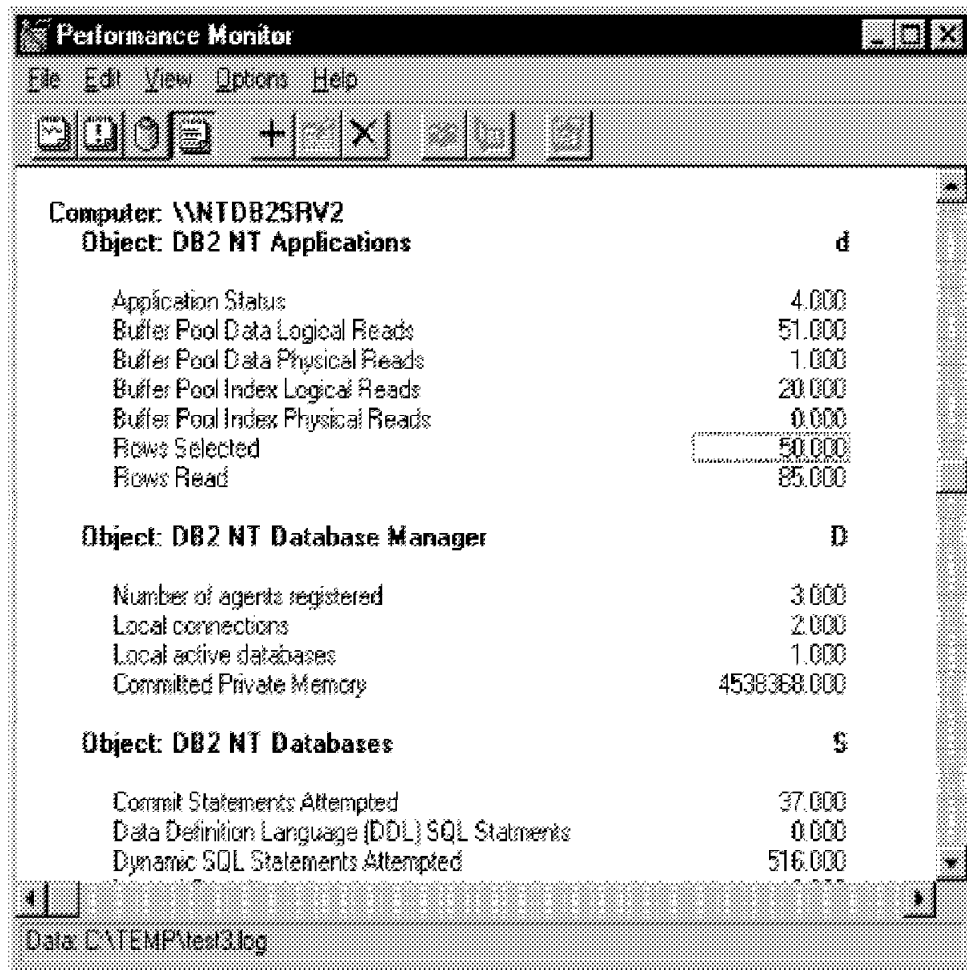 Performance Monitor
File Edit View Options Help
Computer: \\NTDB2SRV2
Object: DB2 NT Applications d
Application Status 4.000
Buffer Pool Data Logical Reads 51.000
Buffer Pool Data Physical Reads 1.000
Buffer Pool Index Logical Reads 20.000
Buffer Pool Index Physical Reads 0.000
Rows Selected 50.000
Rows Read 85.000
Object: DB2 NT Database Manager D
Number of agents registered 3.000
Local connections 2.000
Local active databases 1.000
Committed Private Memory 4538368.000
Object: DB2 NT Databases S
Commit Statements Attempted 37.000
Data Definition Language (DDL) SQL Statments 0.000
Dynamic SQL Statements Attempted 516.000
Data: C:\TEMP\test3.log